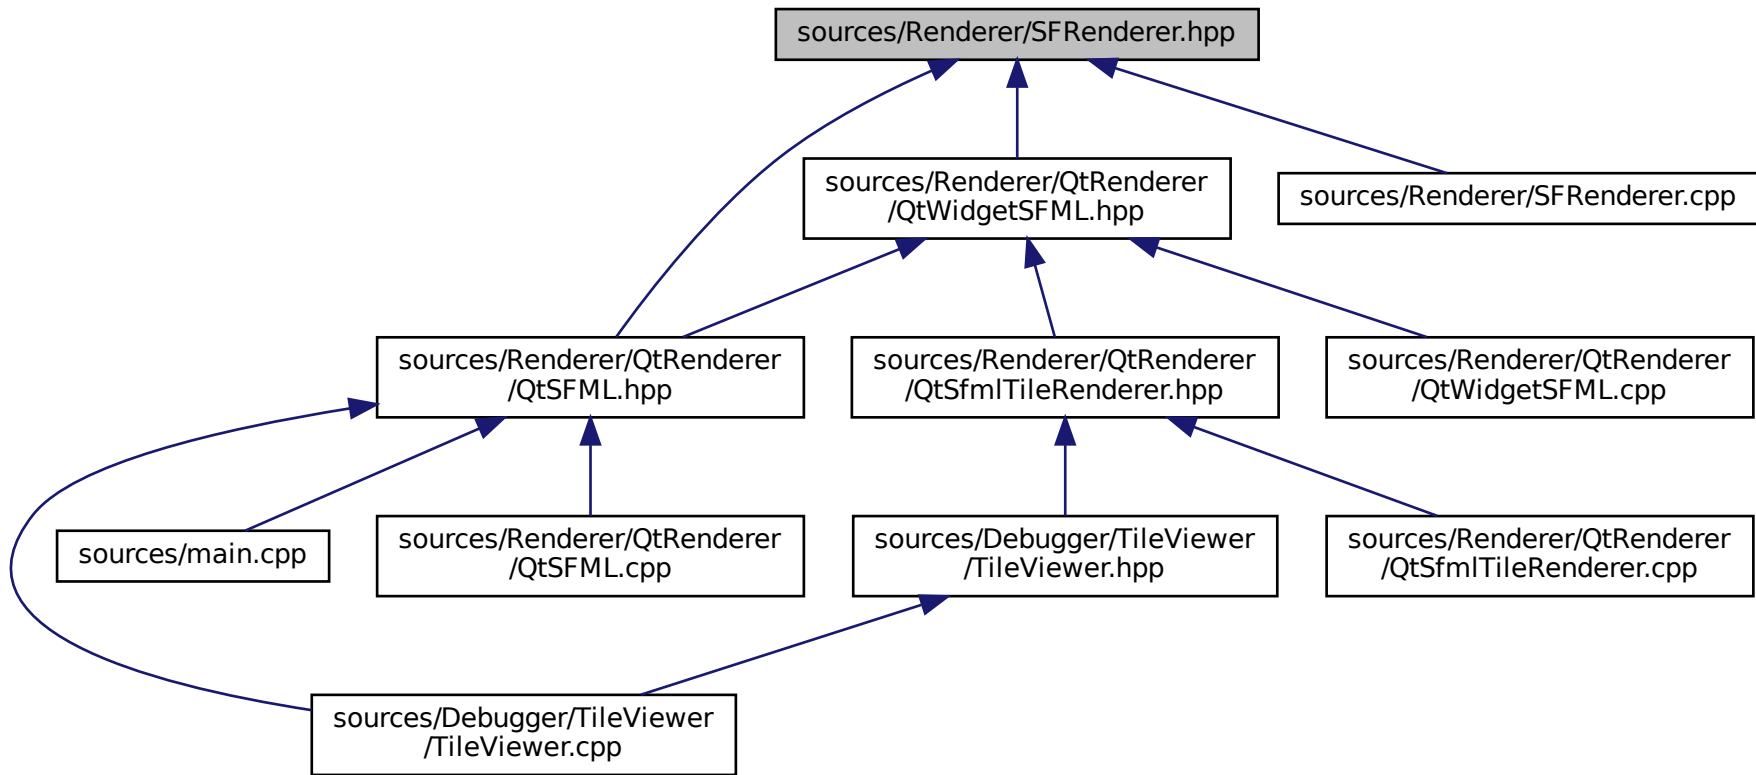 sources/Renderer/SFRenderer.hpp
sources/Renderer/QtRenderer
/QtWidgetSFML.hpp
sources/Renderer/SFRenderer.cpp
sources/Renderer/QtRenderer
/QtSFML.hpp
sources/Renderer/QtRenderer
/QtSfmlTileRenderer.hpp
sources/Renderer/QtRenderer
/QtWidgetSFML.cpp
sources/main.cpp
sources/Renderer/QtRenderer
/QtSFML.cpp
sources/Debugger/TileViewer
/TileViewer.hpp
sources/Renderer/QtRenderer
/QtSfmlTileRenderer.cpp
sources/Debugger/TileViewer
/TileViewer.cpp